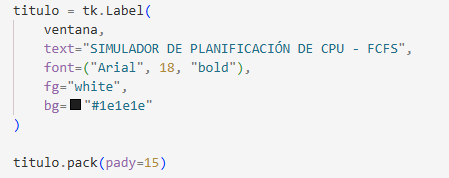 titulo = tk.Label(
    ventana,
    text="SIMULADOR DE PLANIFICACIÓN DE CPU - FCFS",
    font=("Arial", 18, "bold"),
    fg="white",
    bg="#1e1e1e"
)

titulo.pack(pady=15)